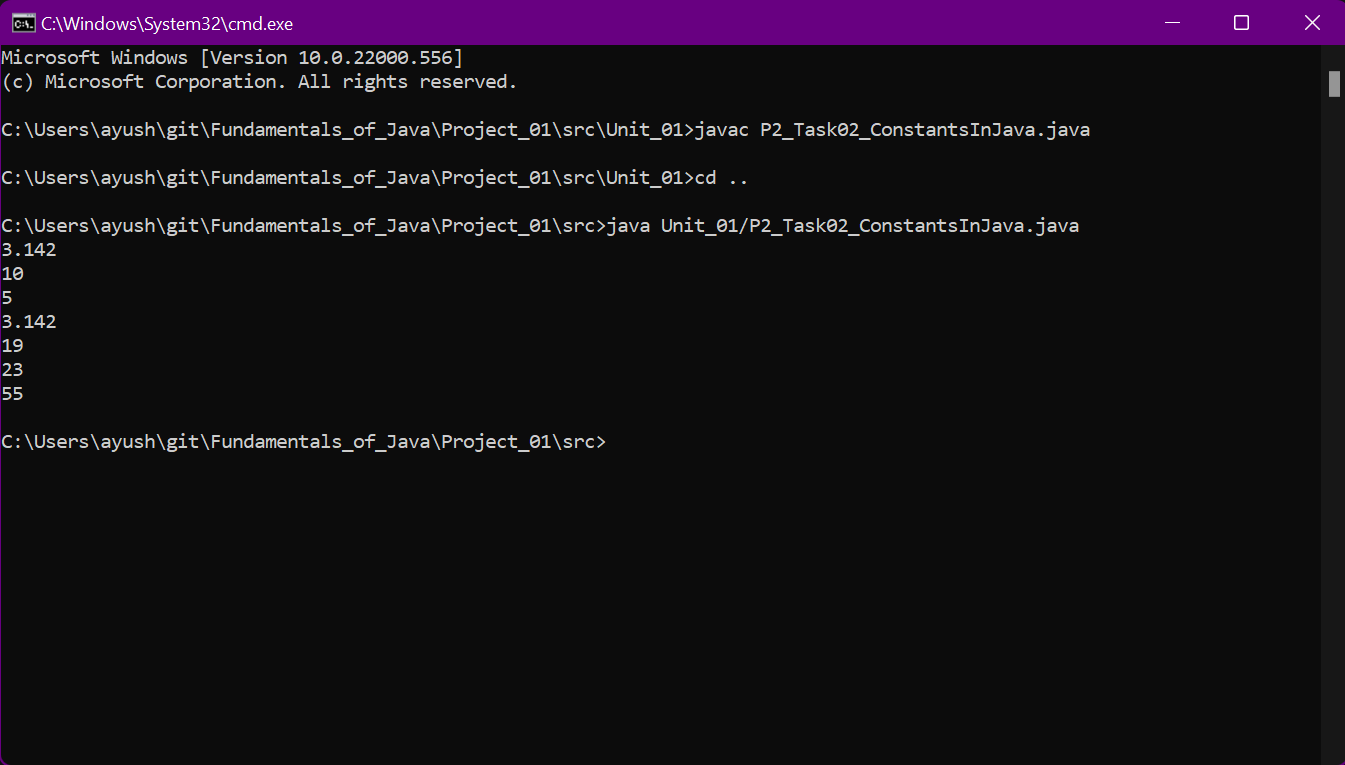 C:\Windows\System32\cmd.exe
Microsoft Windows [Version 10.0.22000.556]
(c) Microsoft Corporation. All rights reserved.
C:\Users\ayush\git\Fundamentals_of_Java\Project_01\src\Unit_01>javac P2_Task02_ConstantsInJava.java
C:\Users\ayush\git\Fundamentals_of_Java\Project_01\src\Unit_01>cd ..
C:\Users\ayush\git\Fundamentals_of_Java\Project_01\src>java Unit_01/P2_Task02_ConstantsInJava.java
3.142
10
5
3.142
19
23
55
C:\Users\ayush\git\Fundamentals_of_Java\Project_01\src>